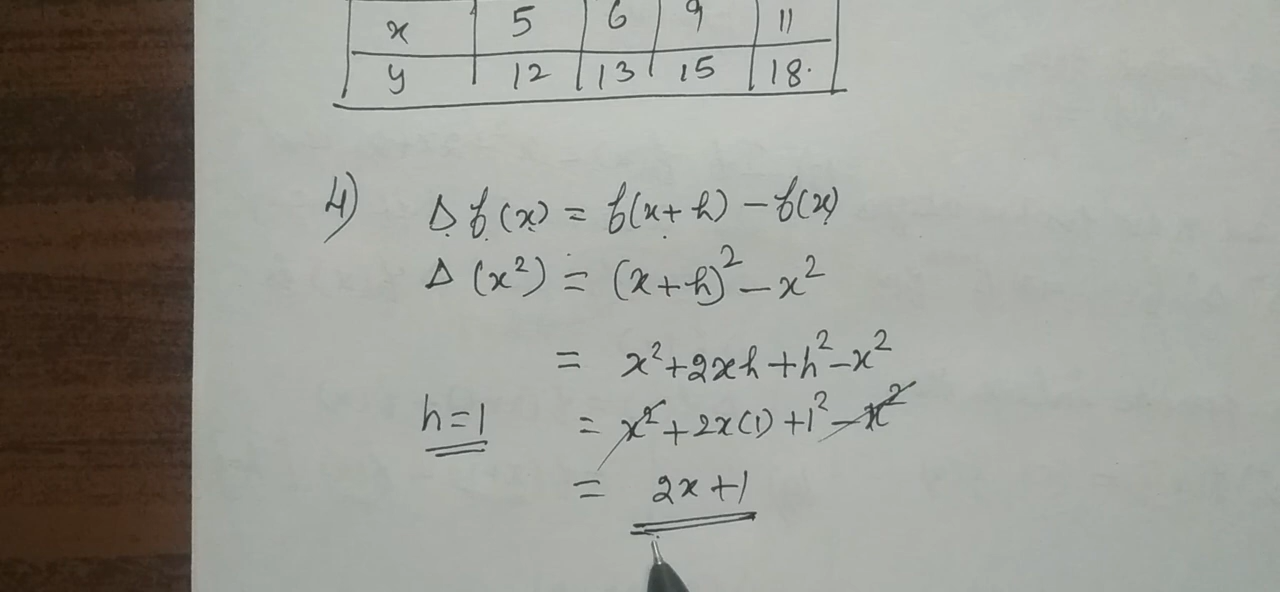 x 5 6 9 11
y 12 13 15 18.
4) Δ f(x) = f(x+h) - f(x)
Δ (x²) = (x+h)² - x²
= x²+2xh+h²-x²
h=1 = x²+2x(1)+1²-x²
= 2x+1